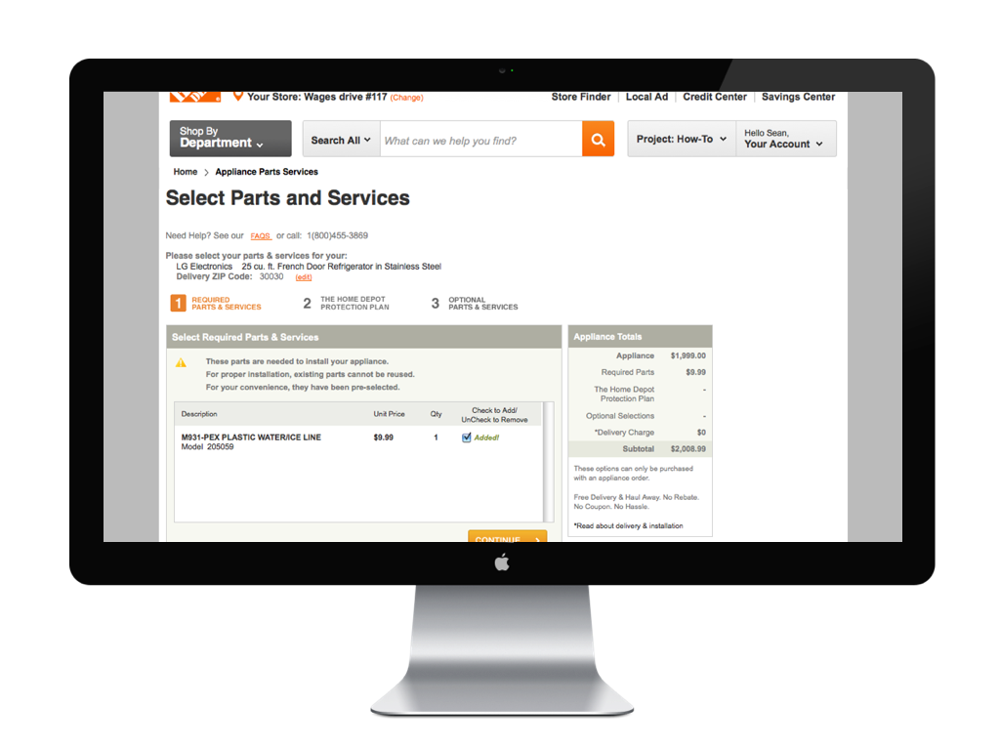 Your Store: Wages drive #117 (Change)
Store Finder Local Ad Credit Center Savings Center
Shop By
Department
Search All
What can we help you find?
Project: How-To
Hello Sean,
Your Account
Home > Appliance Parts Services
Select Parts and Services
Need Help? See our FAQS or call: 1(800)455-3869
Please select your parts & services for your:
LG Electronics 25 cu. ft. French Door Refrigerator in Stainless Steel
Delivery ZIP Code: 30030 (edit)
1 REQUIRED
PARTS & SERVICES
2 THE HOME DEPOT
PROTECTION PLAN
3 OPTIONAL
PARTS & SERVICES
Select Required Parts & Services
These parts are needed to install your appliance.
For proper installation, existing parts cannot be reused.
For your convenience, they have been pre-selected.
Description Unit Price Qty Check to Add/
UnCheck to Remove
M931-PEX PLASTIC WATER/ICE LINE $9.99 1 Added!
Model 205059
CONTINUE
Appliance Totals
Appliance $1,999.00
Required Parts $9.99
The Home Depot
Protection Plan -
Optional Selections -
*Delivery Charge $0
Subtotal $2,008.99
These options can only be purchased
with an appliance order.
Free Delivery & Haul Away. No Rebate.
No Coupon. No Hassle.
*Read about delivery & installation